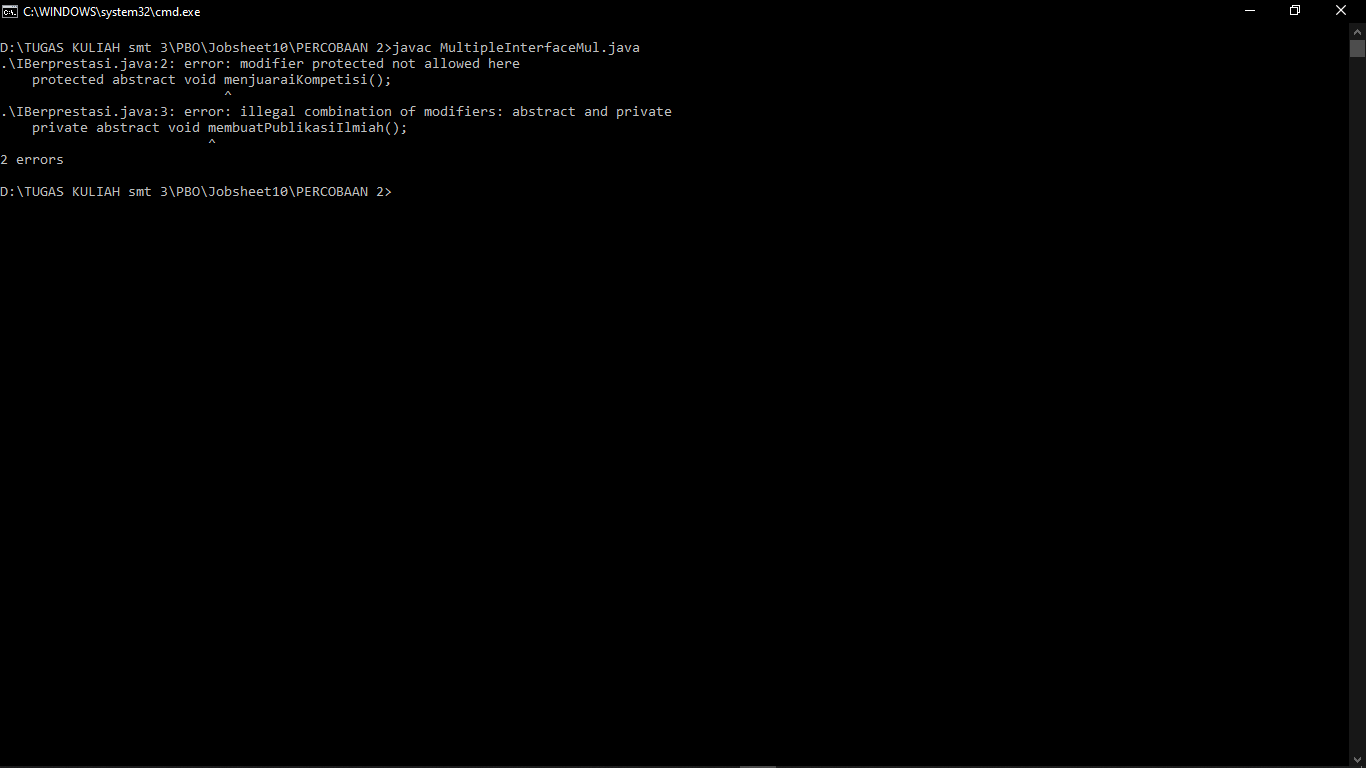 C:\WINDOWS\system32\cmd.exe
D:\TUGAS KULIAH smt 3\PBO\Jobsheet10\PERCOBAAN 2>javac MultipleInterfaceMul.java
.\IBerprestasi.java:2: error: modifier protected not allowed here
    protected abstract void menjuaraiKompetisi();
                            ^
.\IBerprestasi.java:3: error: illegal combination of modifiers: abstract and private
    private abstract void membuatPublikasiIlmiah();
                          ^
2 errors
D:\TUGAS KULIAH smt 3\PBO\Jobsheet10\PERCOBAAN 2>